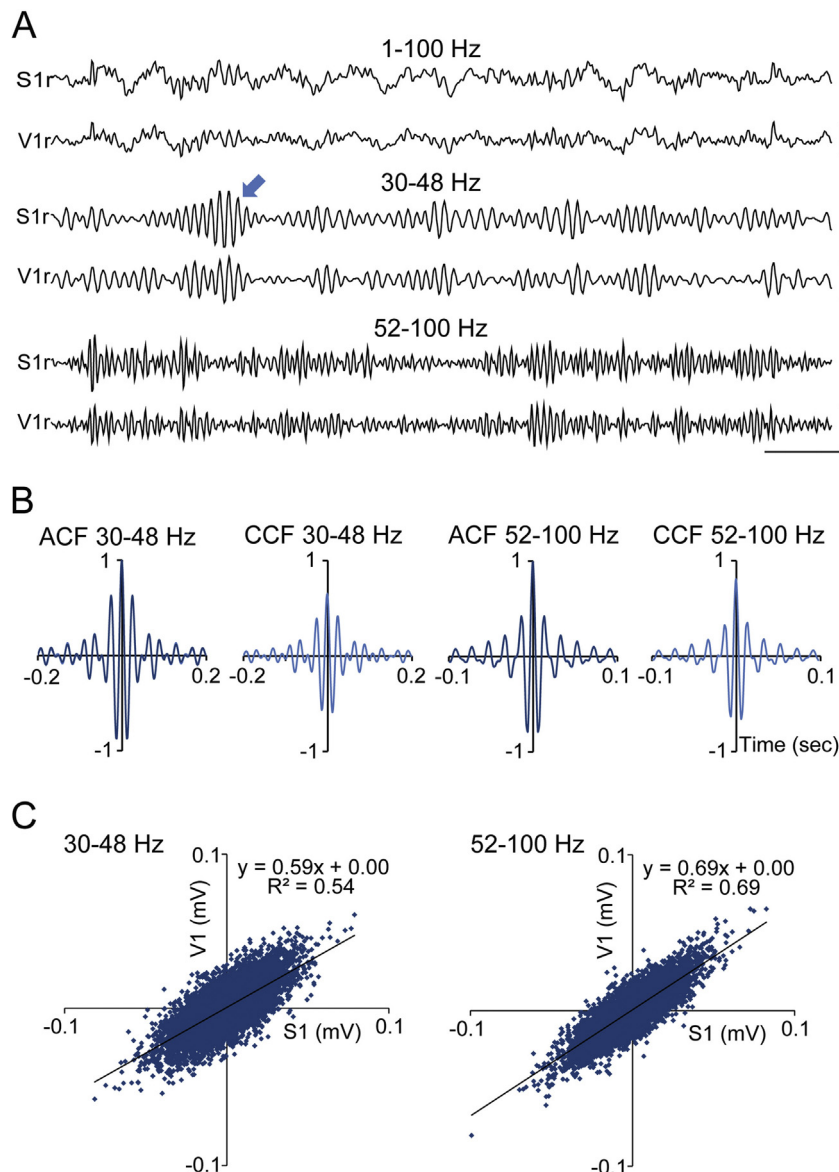 A
1-100 Hz
S1r
V1r
30-48 Hz
S1r
V1r
52-100 Hz
S1r
V1r
B
ACF 30-48 Hz
CCF 30-48 Hz
ACF 52-100 Hz
CCF 52-100 Hz
1
1
1
1
-0.2
0.2
-0.2
0.2
-0.1
0.1
-0.1
0.1
-1
-1
-1
-1
Time (sec)
C
30-48 Hz
0.1
y = 0.59x + 0.00
R² = 0.54
V1 (mV)
-0.1
S1 (mV)
0.1
-0.1
52-100 Hz
0.1
y = 0.69x + 0.00
R² = 0.69
V1 (mV)
-0.1
S1 (mV)
0.1
-0.1